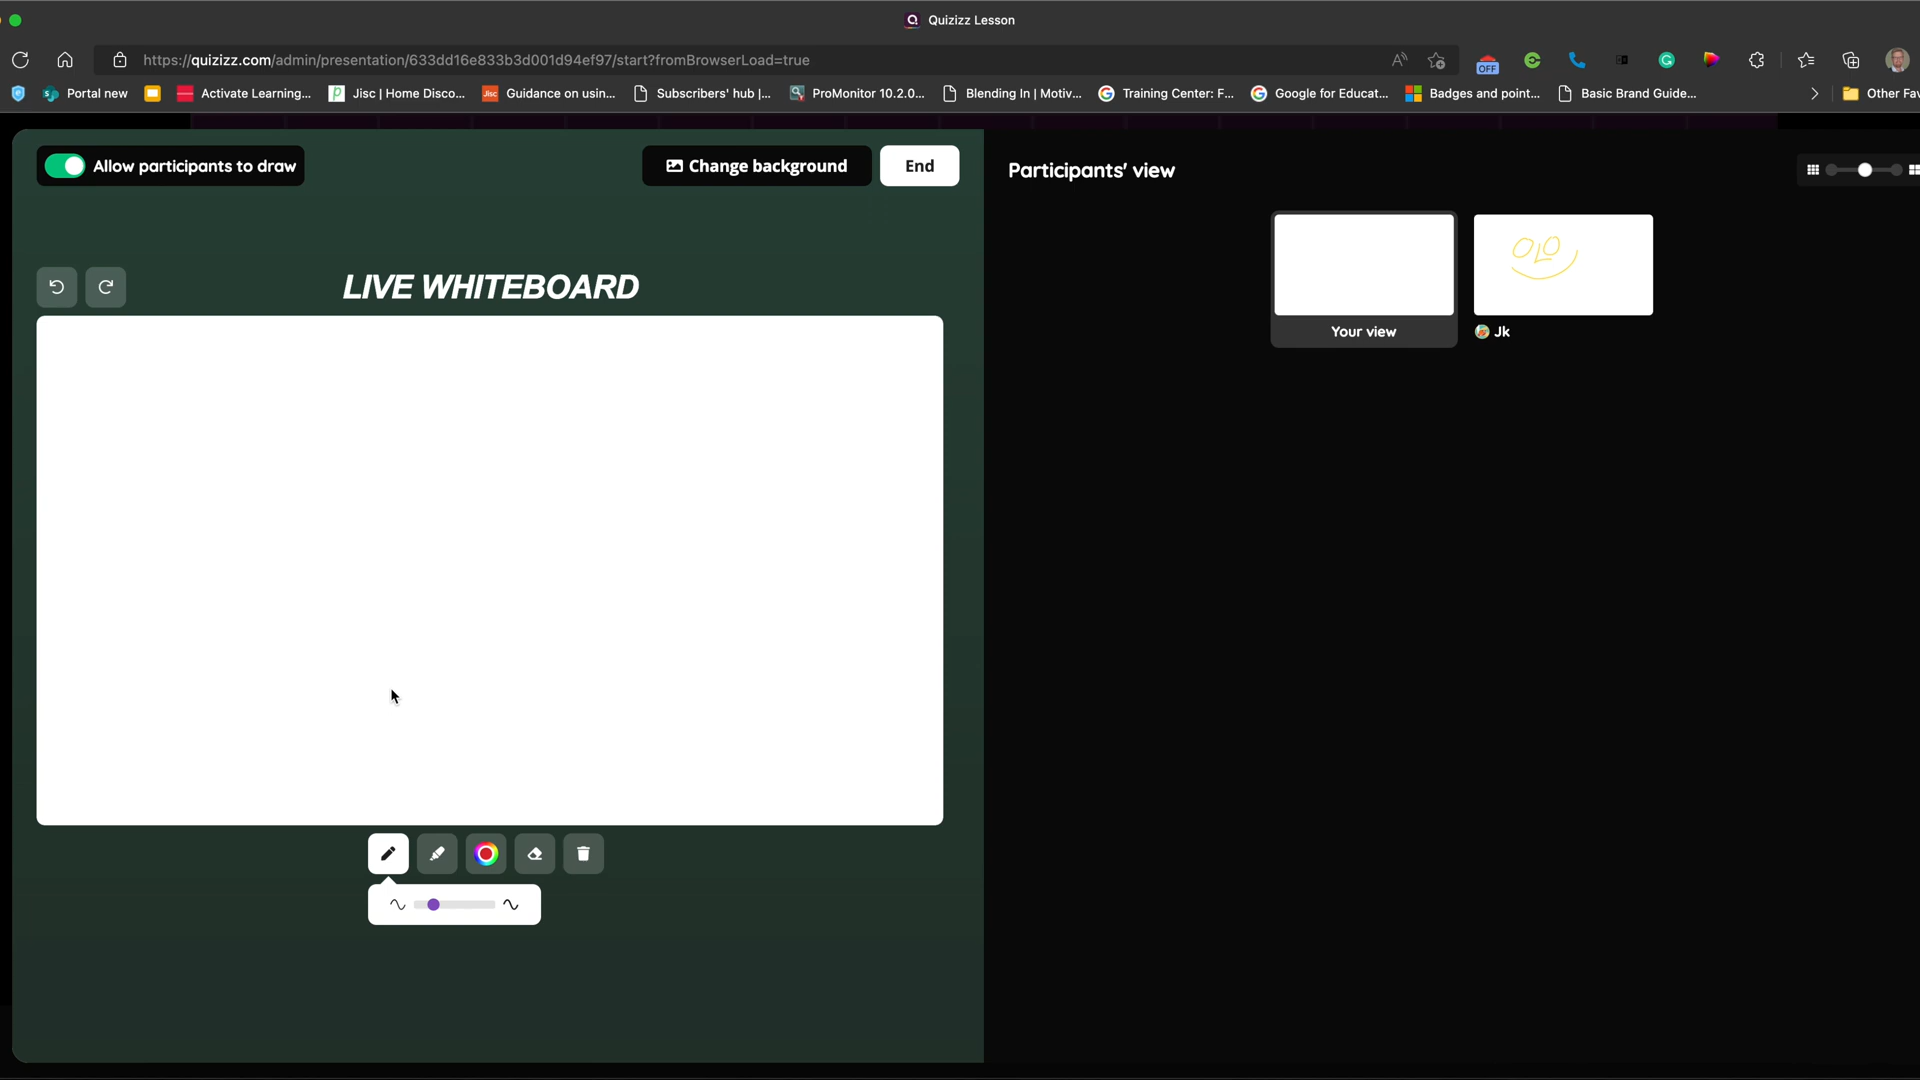 Quizizz Lesson
https://quizizz.com/admin/presentation/633dd16e833b3d001d94ef97/start?fromBrowserLoad=true
OFF
Portal new Activate Learning... Jisc | Home Disco... Guidance on usin... Subscribers' hub |... ProMonitor 10.2.0... Blending In | Motiv... Training Center: F... Google for Educat... Badges and point... Basic Brand Guide... Other Fav
Allow participants to draw
Change background
End
LIVE WHITEBOARD
Participants' view
Your view
Jk